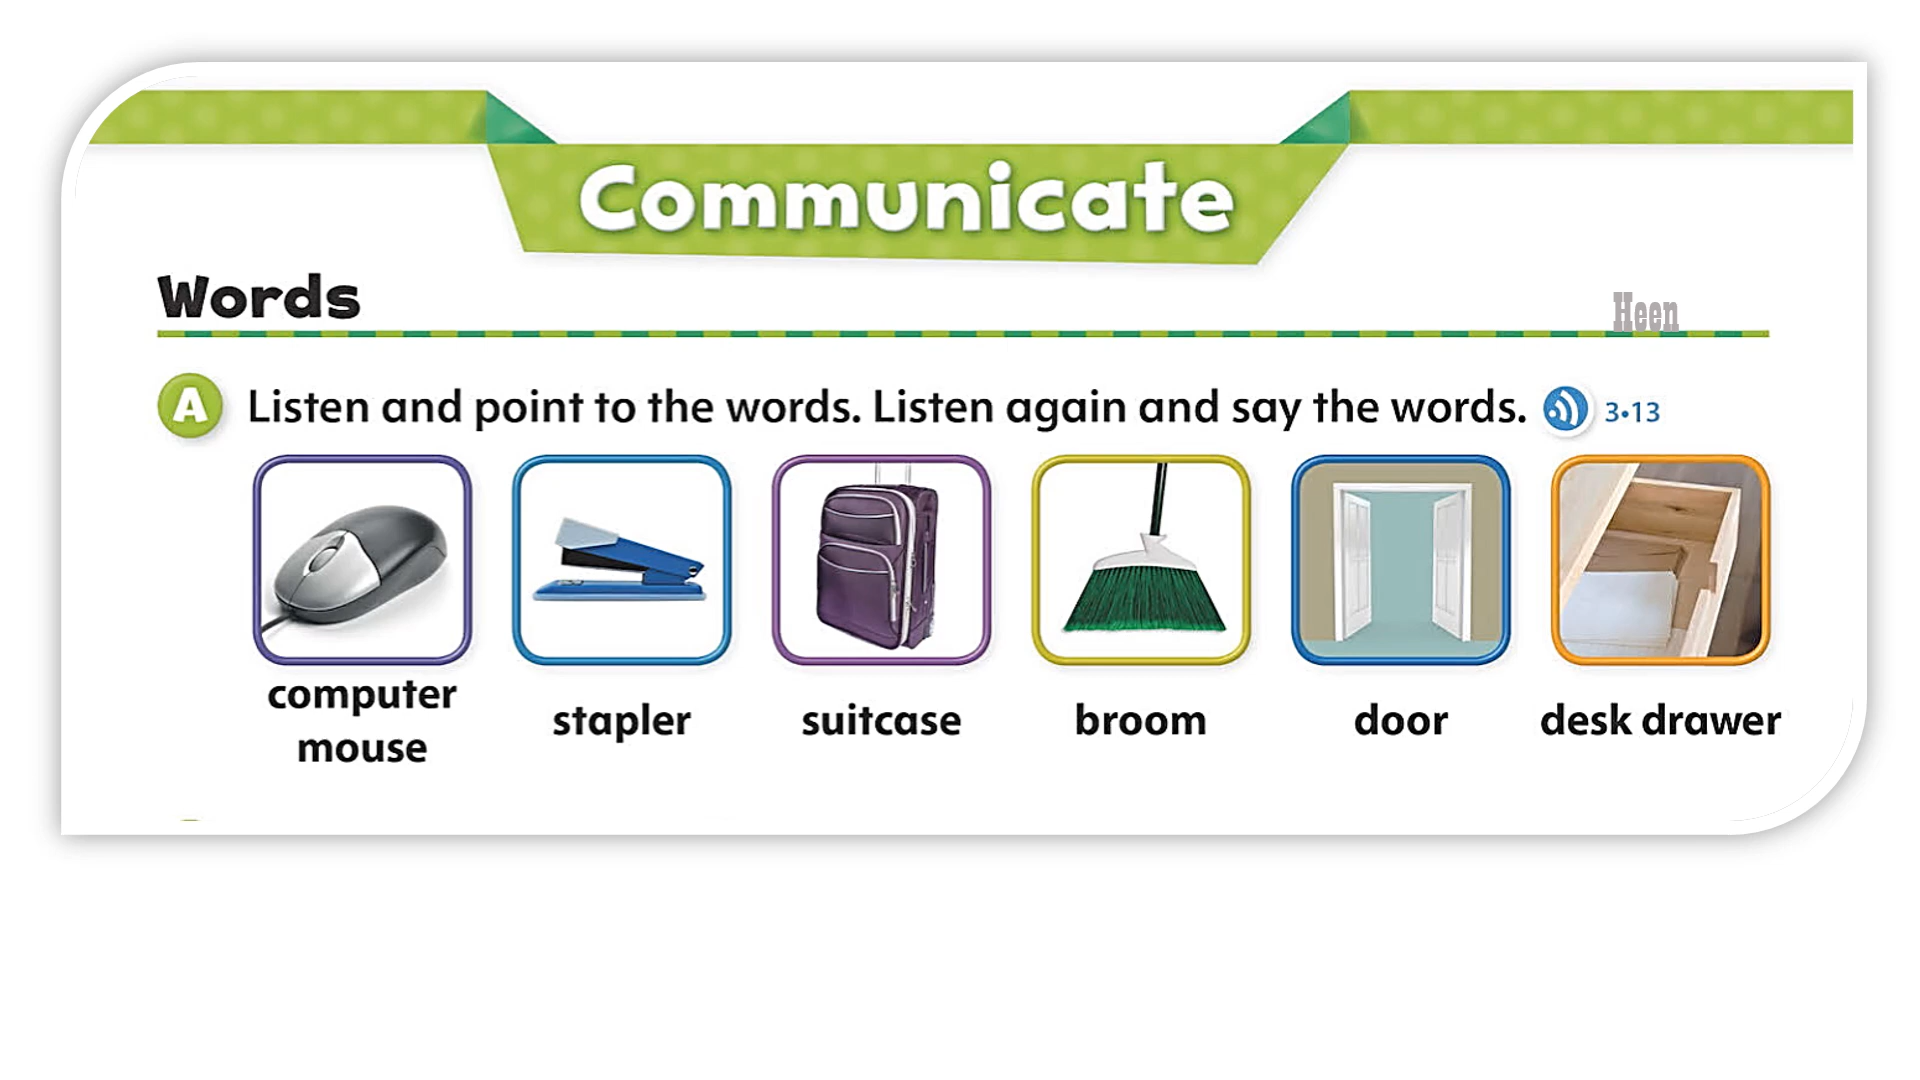 Communicate
Words
Heen
A Listen and point to the words. Listen again and say the words. 3•13
computer mouse
stapler
suitcase
broom
door
desk drawer